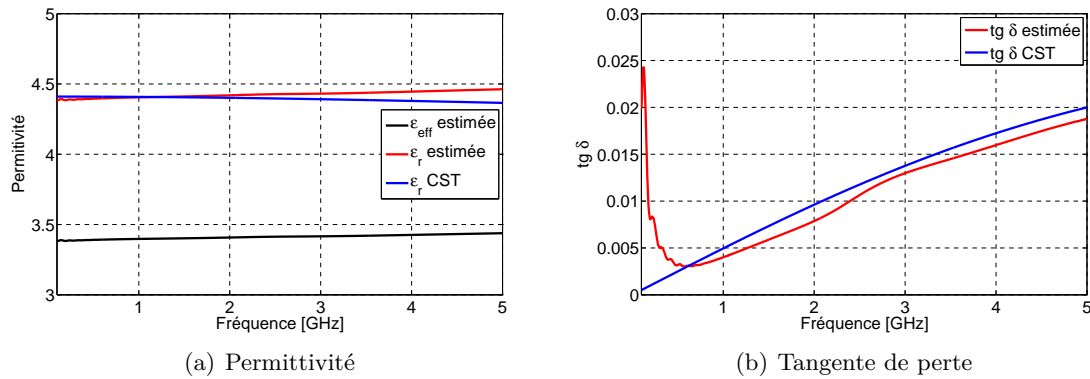 5
4.5
4
3.5
3
Permitivité
ε_eff estimée
ε_r estimée
ε_r CST
1 2 3 4 5
Fréquence [GHz]
(a) Permittivité
0.03
0.025
0.02
0.015
0.01
0.005
0
tg δ
tg δ estimée
tg δ CST
1 2 3 4 5
Fréquence [GHz]
(b) Tangente de perte